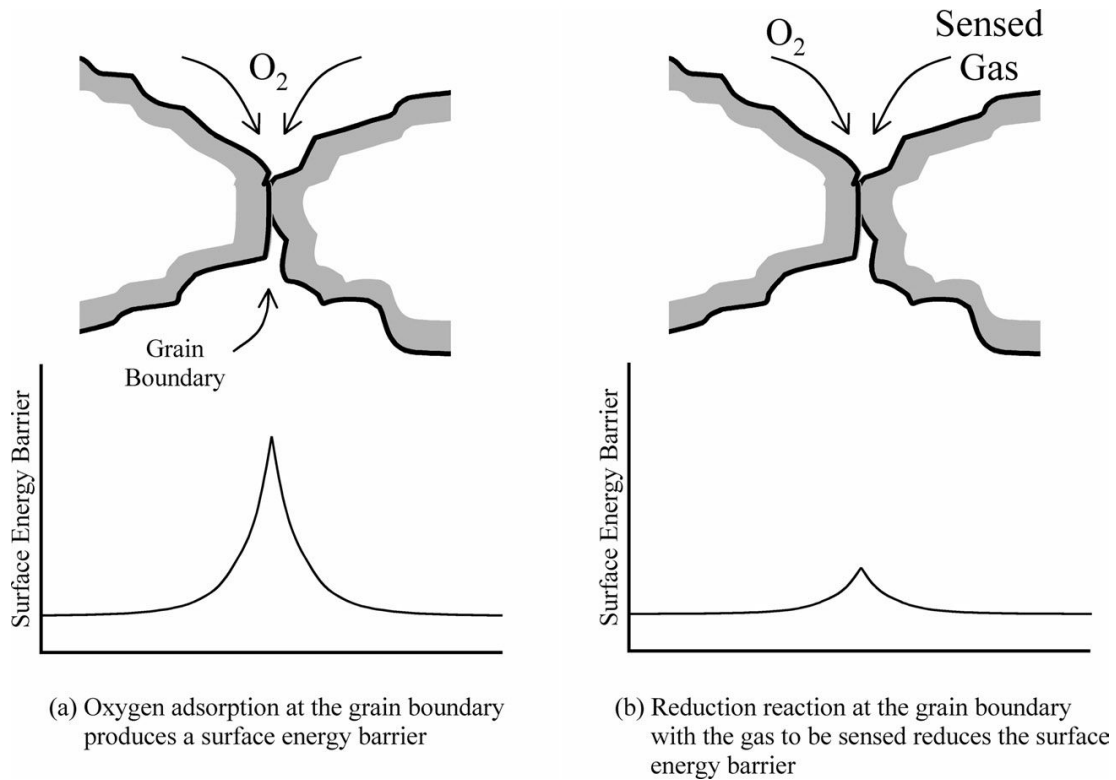 O₂
Grain
Boundary
Surface Energy Barrier
(a) Oxygen adsorption at the grain boundary
produces a surface energy barrier
O₂
Sensed
Gas
Surface Energy Barrier
(b) Reduction reaction at the grain boundary
with the gas to be sensed reduces the surface
energy barrier